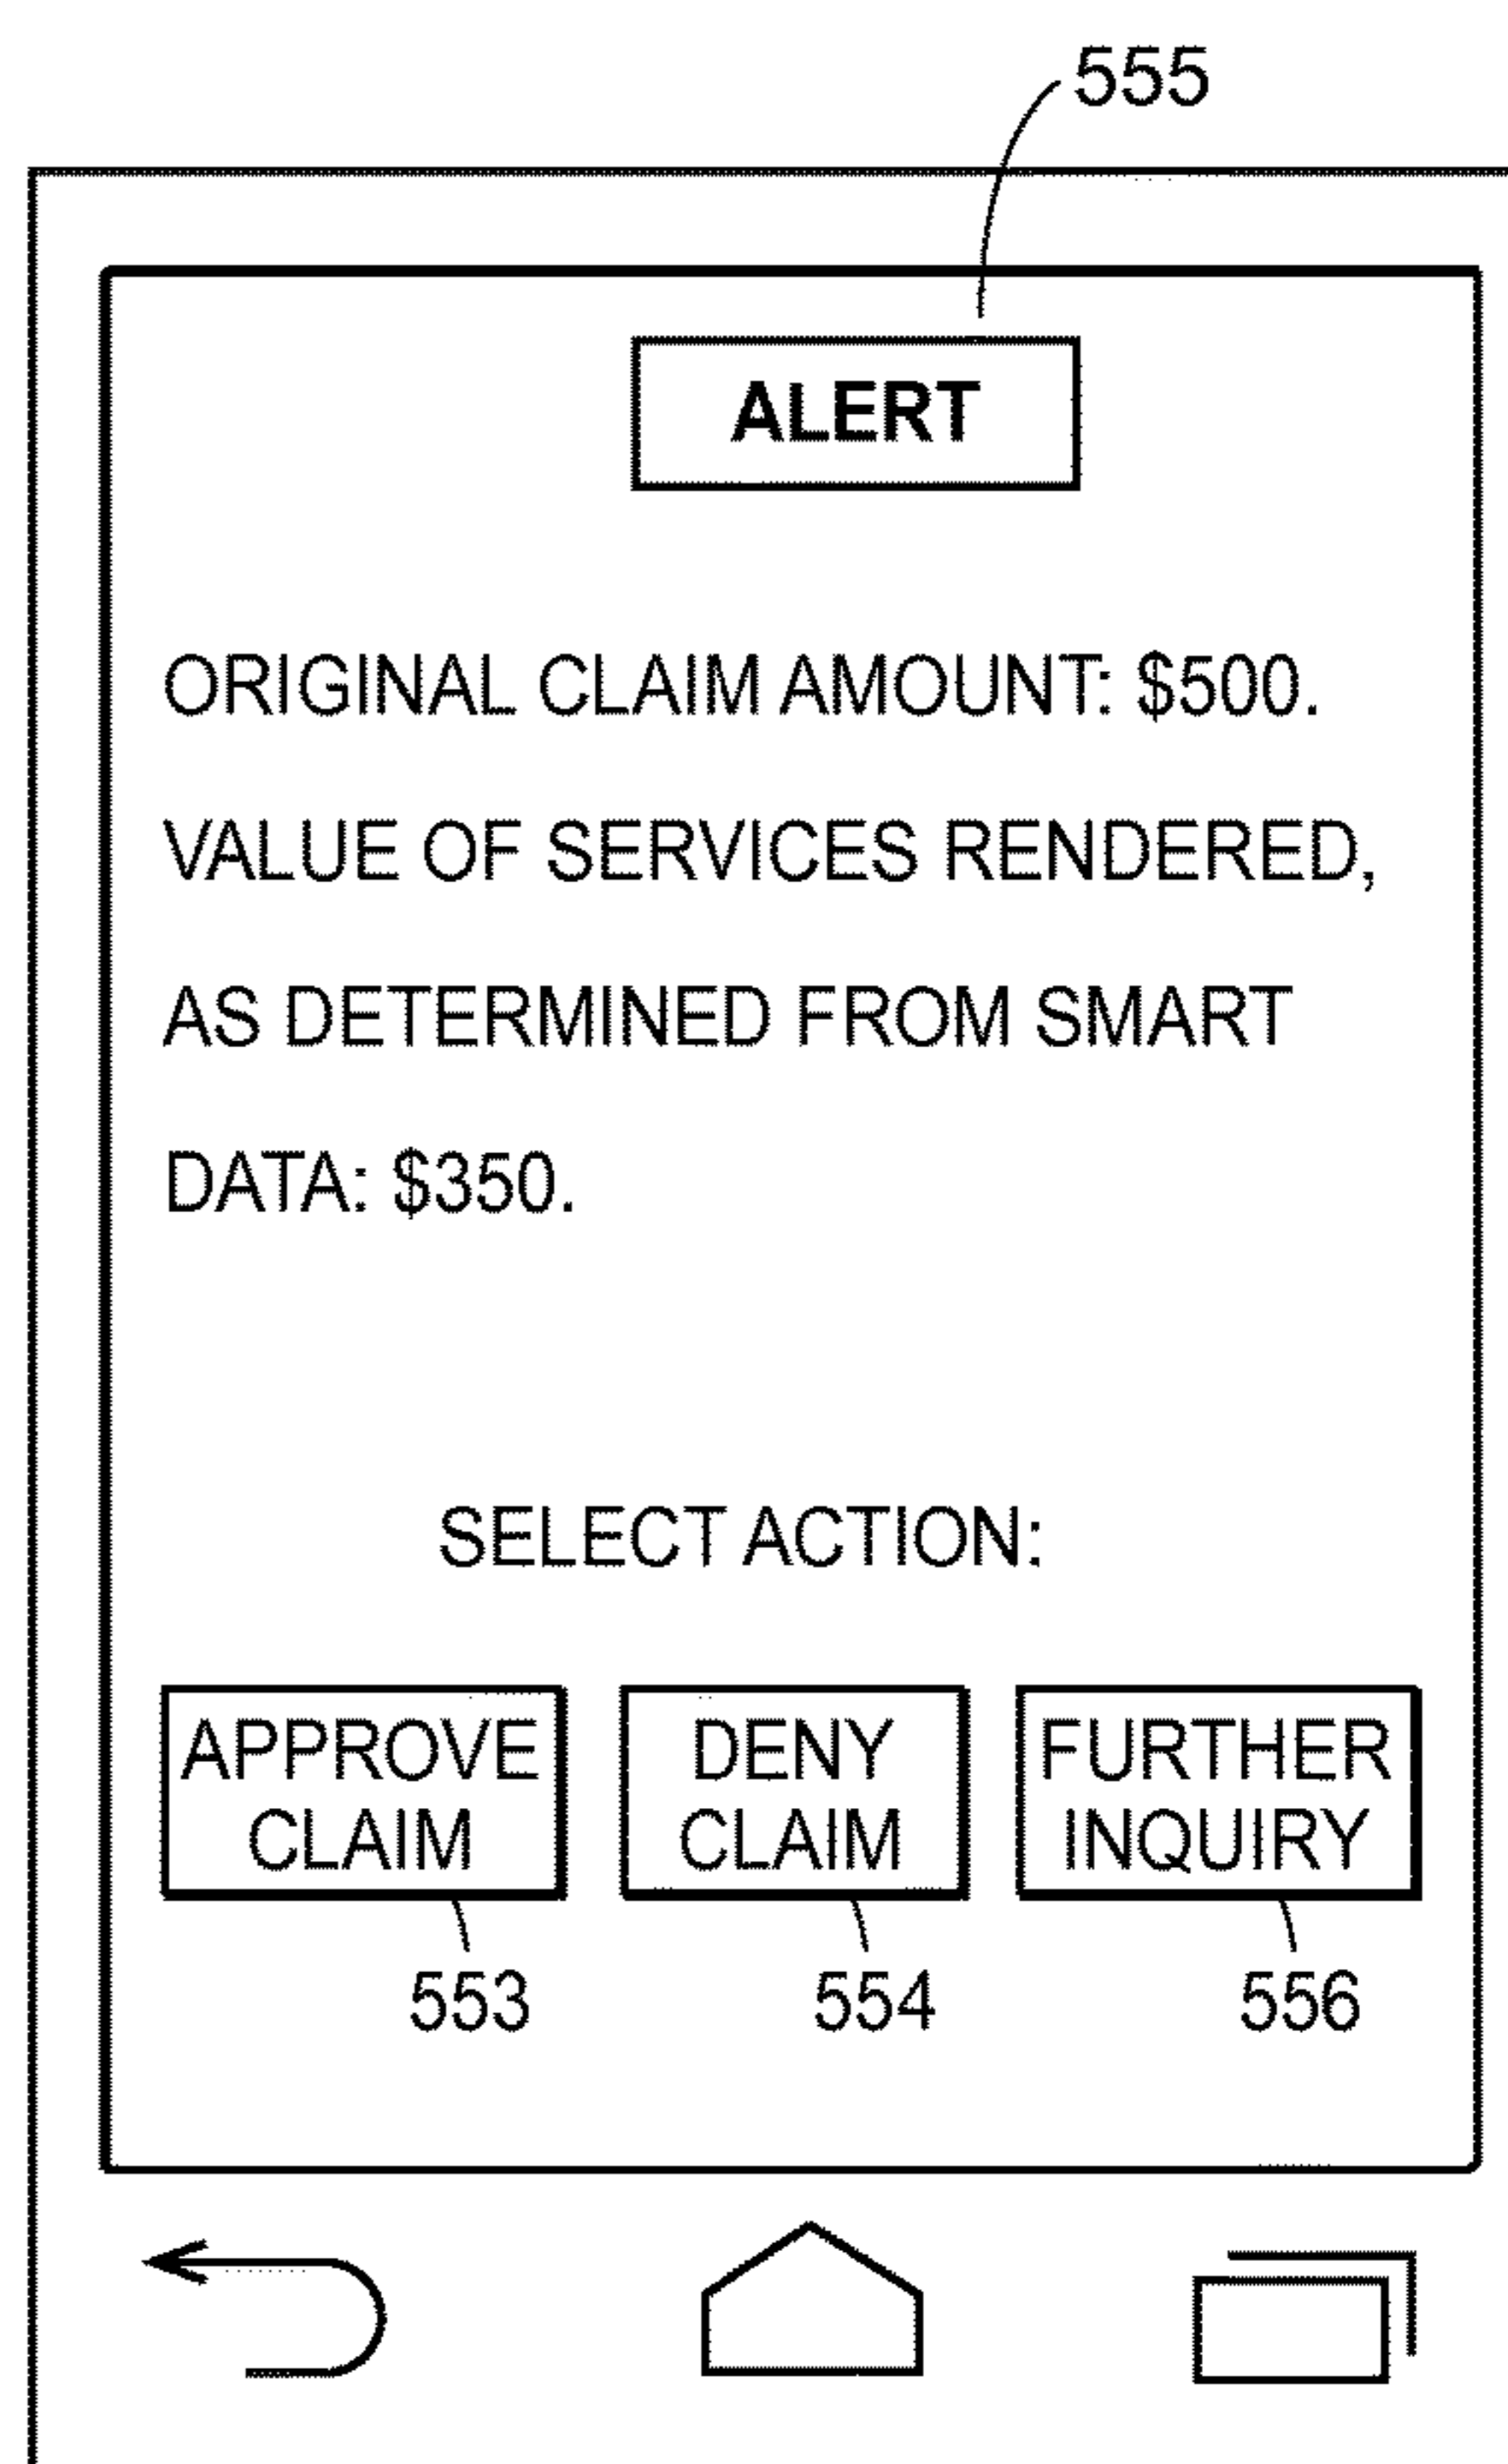 555
ALERT
ORIGINAL CLAIM AMOUNT: $500.
VALUE OF SERVICES RENDERED,
AS DETERMINED FROM SMART
DATA: $350.
SELECT ACTION:
APPROVE
CLAIM
DENY
CLAIM
FURTHER
INQUIRY
553
554
556